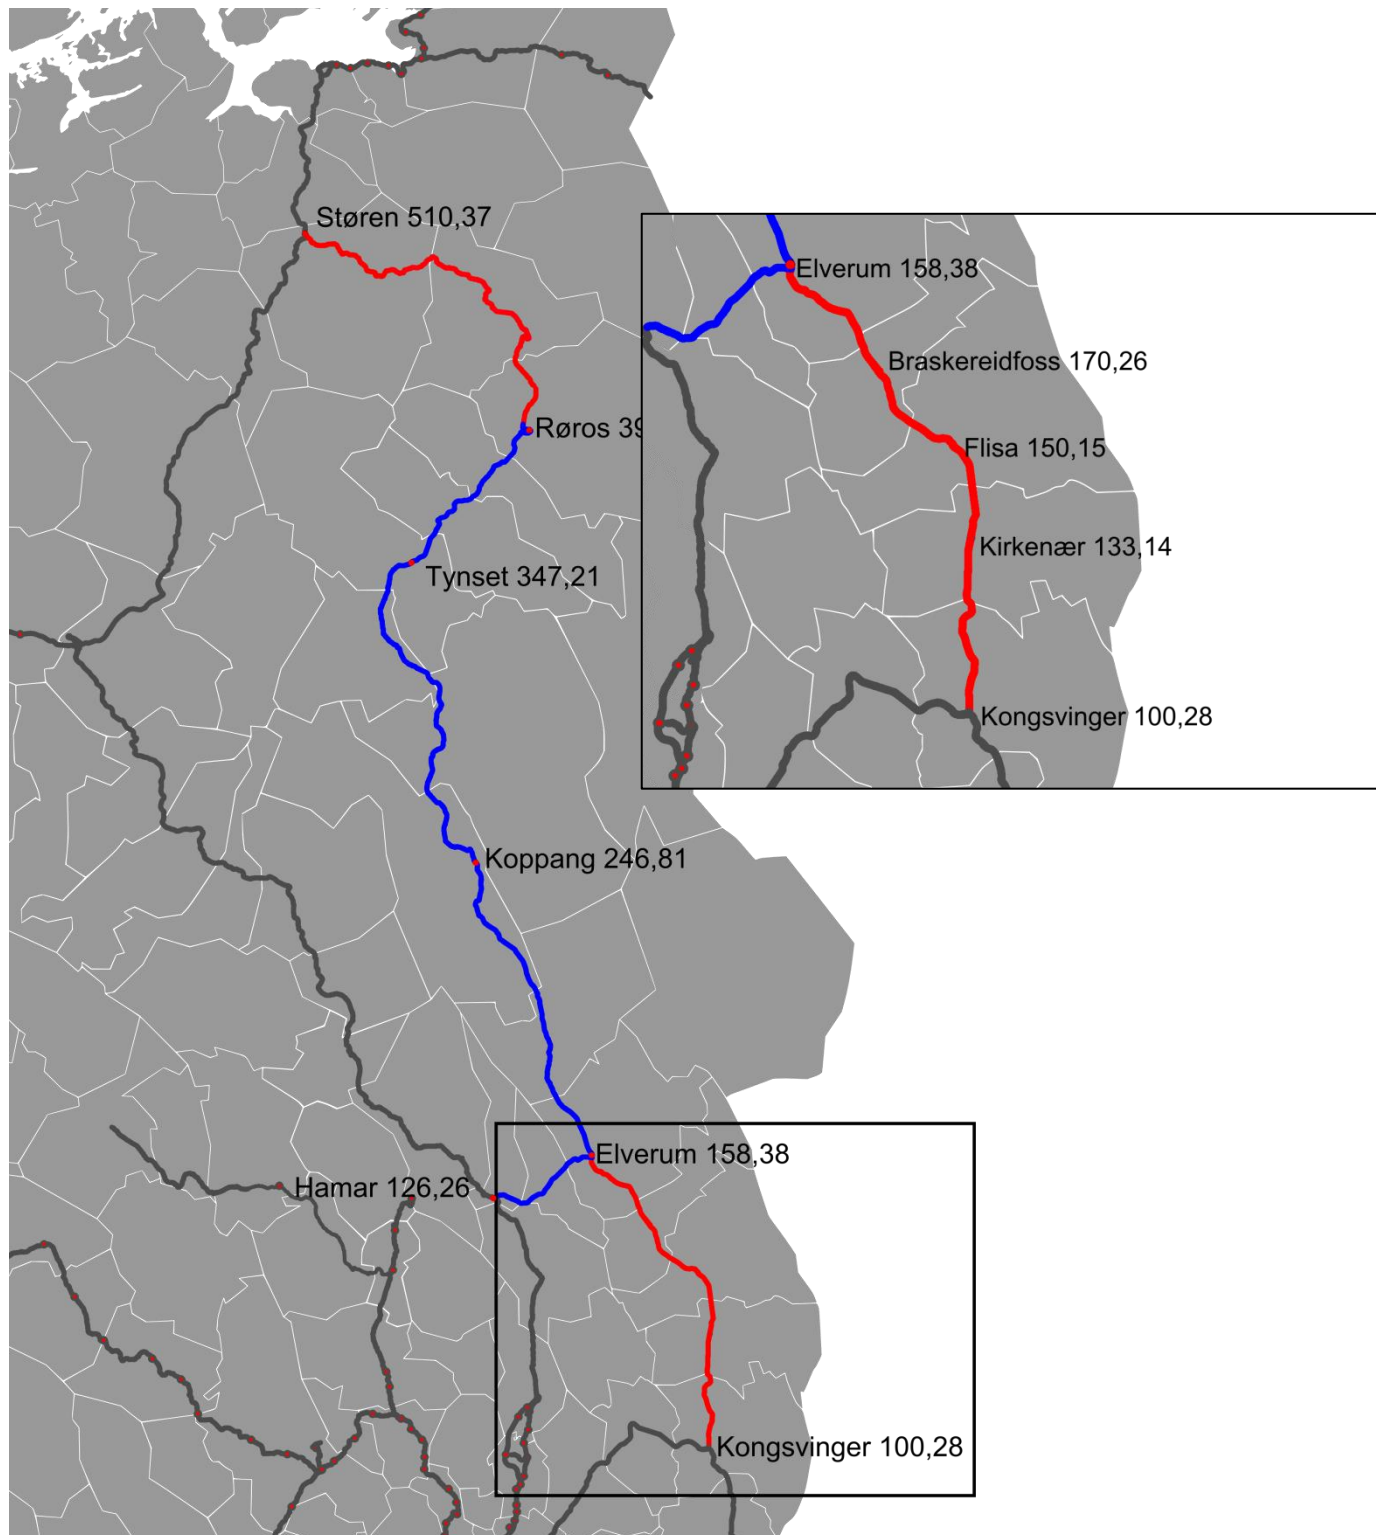 Støren 510,37
Elverum 158,38
Braskereidfoss 170,26
Røros 39
Flisa 150,15
Kirkenær 133,14
Tynset 347,21
Kongsvinger 100,28
Koppang 246,81
Elverum 158,38
Hamar 126,26
Kongsvinger 100,28